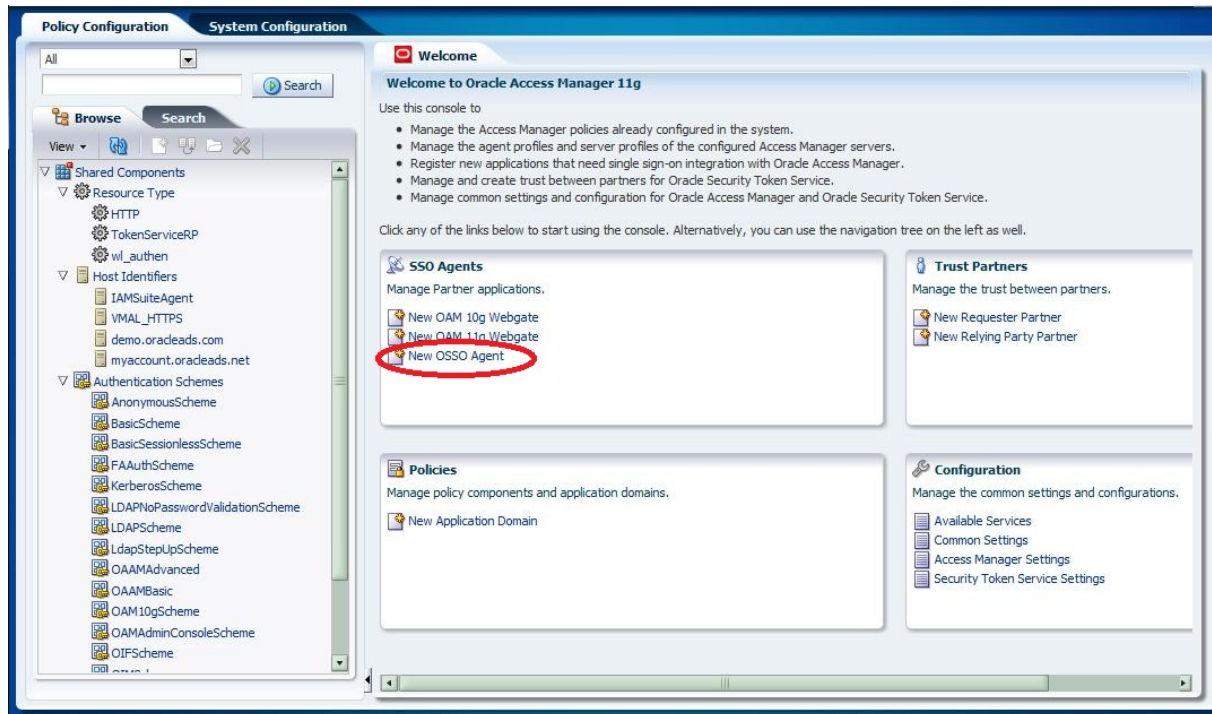 Policy Configuration
System Configuration
All
Search
Browse
Search
View
Shared Components
Resource Type
HTTP
TokenServiceRP
wl_authen
Host Identifiers
IAMSuiteAgent
VMAL_HTTPS
demo.oracleads.com
myaccount.oracleads.net
Authentication Schemes
AnonymousScheme
BasicScheme
BasicSessionlessScheme
FAAuthScheme
KerberosScheme
LDAPNoPasswordValidationScheme
LDAPScheme
LdapStepUpScheme
OAAMAdvanced
OAAMBasic
OAM10gScheme
OAMAdminConsoleScheme
OIFScheme
Welcome
Welcome to Oracle Access Manager 11g
Use this console to
• Manage the Access Manager policies already configured in the system.
• Manage the agent profiles and server profiles of the configured Access Manager servers.
• Register new applications that need single sign-on integration with Oracle Access Manager.
• Manage and create trust between partners for Oracle Security Token Service.
• Manage common settings and configuration for Oracle Access Manager and Oracle Security Token Service.
Click any of the links below to start using the console. Alternatively, you can use the navigation tree on the left as well.
SSO Agents
Manage Partner applications.
New OAM 10g Webgate
New OAM 11g Webgate
New OSSO Agent
Trust Partners
Manage the trust between partners.
New Requester Partner
New Relying Party Partner
Policies
Manage policy components and application domains.
New Application Domain
Configuration
Manage the common settings and configurations.
Available Services
Common Settings
Access Manager Settings
Security Token Service Settings